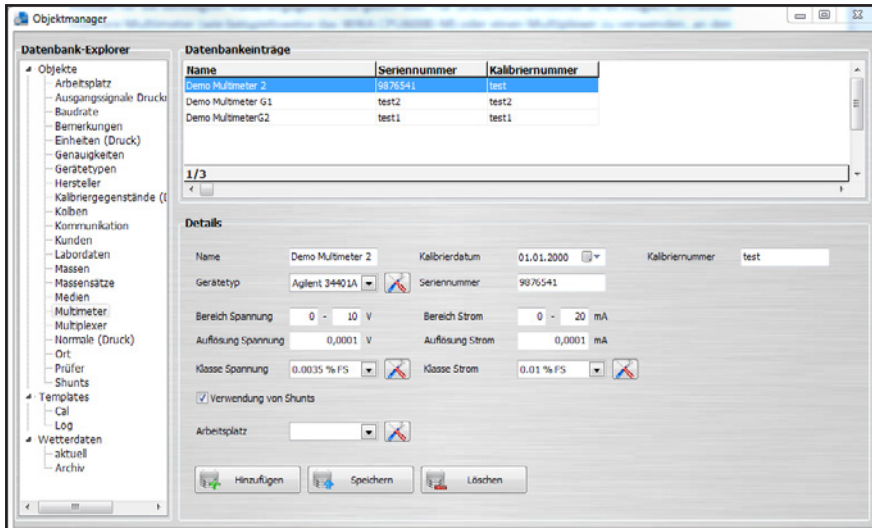 Objektmanager
Datenbank-Explorer
Objekte
Arbeitsplatz
Ausgangssignale Druck
Baudrate
Bemerkungen
Einheiten (Druck)
Genauigkeiten
Gerätetypen
Hersteller
Kalibriergegenstände (D
Kolben
Kommunikation
Kunden
Labordaten
Massen
Massensätze
Medien
Multimeter
Multiplexer
Normale (Druck)
Ort
Prüfer
Shunts
Templates
Cal
Log
Wetterdaten
aktuell
Archiv
Datenbankeinträge
Name Seriennummer Kalibriernummer
Demo Multimeter 2 9876541 test
Demo Multimeter G1 test2 test2
Demo MultimeterG2 test1 test1
1/3
Details
Name Demo Multimeter 2 Kalibrierdatum 01.01.2000 Kalibriernummer test
Gerätetyp Agilent 34401A Seriennummer 9876541
Bereich Spannung 0 - 10 V Bereich Strom 0 - 20 mA
Auflösung Spannung 0,0001 V Auflösung Strom 0,0001 mA
Klasse Spannung 0.0035 % FS Klasse Strom 0.01 % FS
Verwendung von Shunts
Arbeitsplatz
Hinzufügen Speichern Löschen